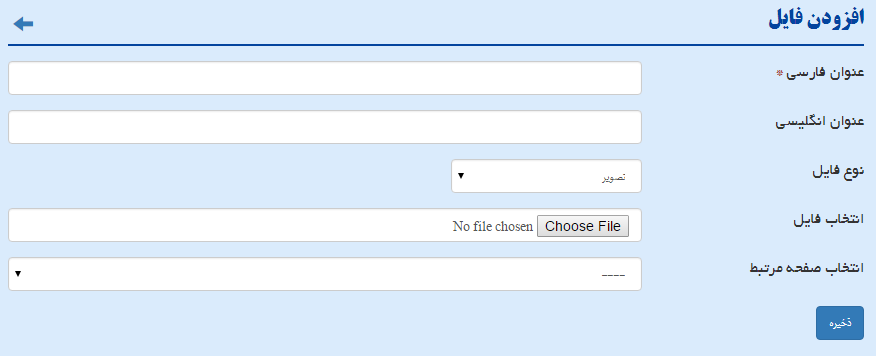 افزودن فایل
عنوان فارسی *
عنوان انگلیسی
نوع فایل
تصویر
انتخاب فایل
Choose File No file chosen
انتخاب صفحه مرتبط
----
ذخیره